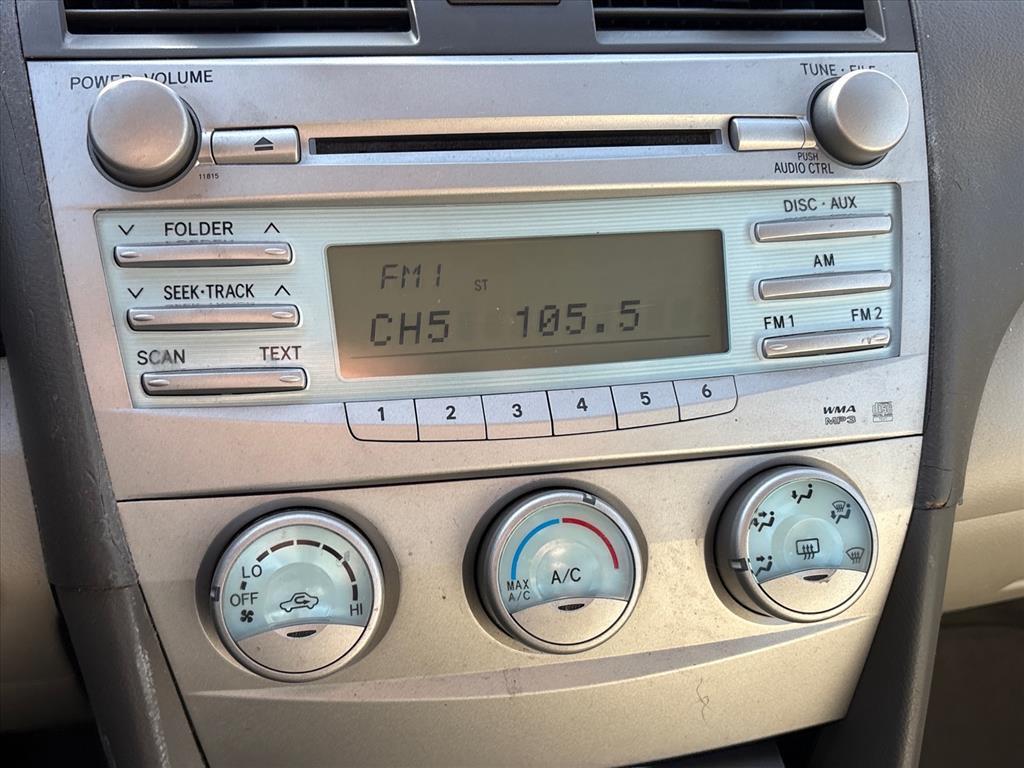 POWER·VOLUME
TUNE·FILE
11815
PUSH
AUDIO CTRL
FOLDER
DISC·AUX
SEEK·TRACK
AM
SCAN TEXT
FM1 FM2
FM1 ST
CH5 105.5
1 2 3 4 5 6
WMA
MP3
LO
OFF
HI
MAX
A/C
A/C